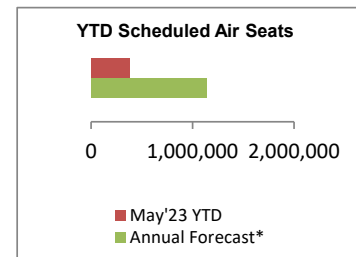 YTD Scheduled Air Seats
0 1,000,000 2,000,000
May'23 YTD
Annual Forecast*